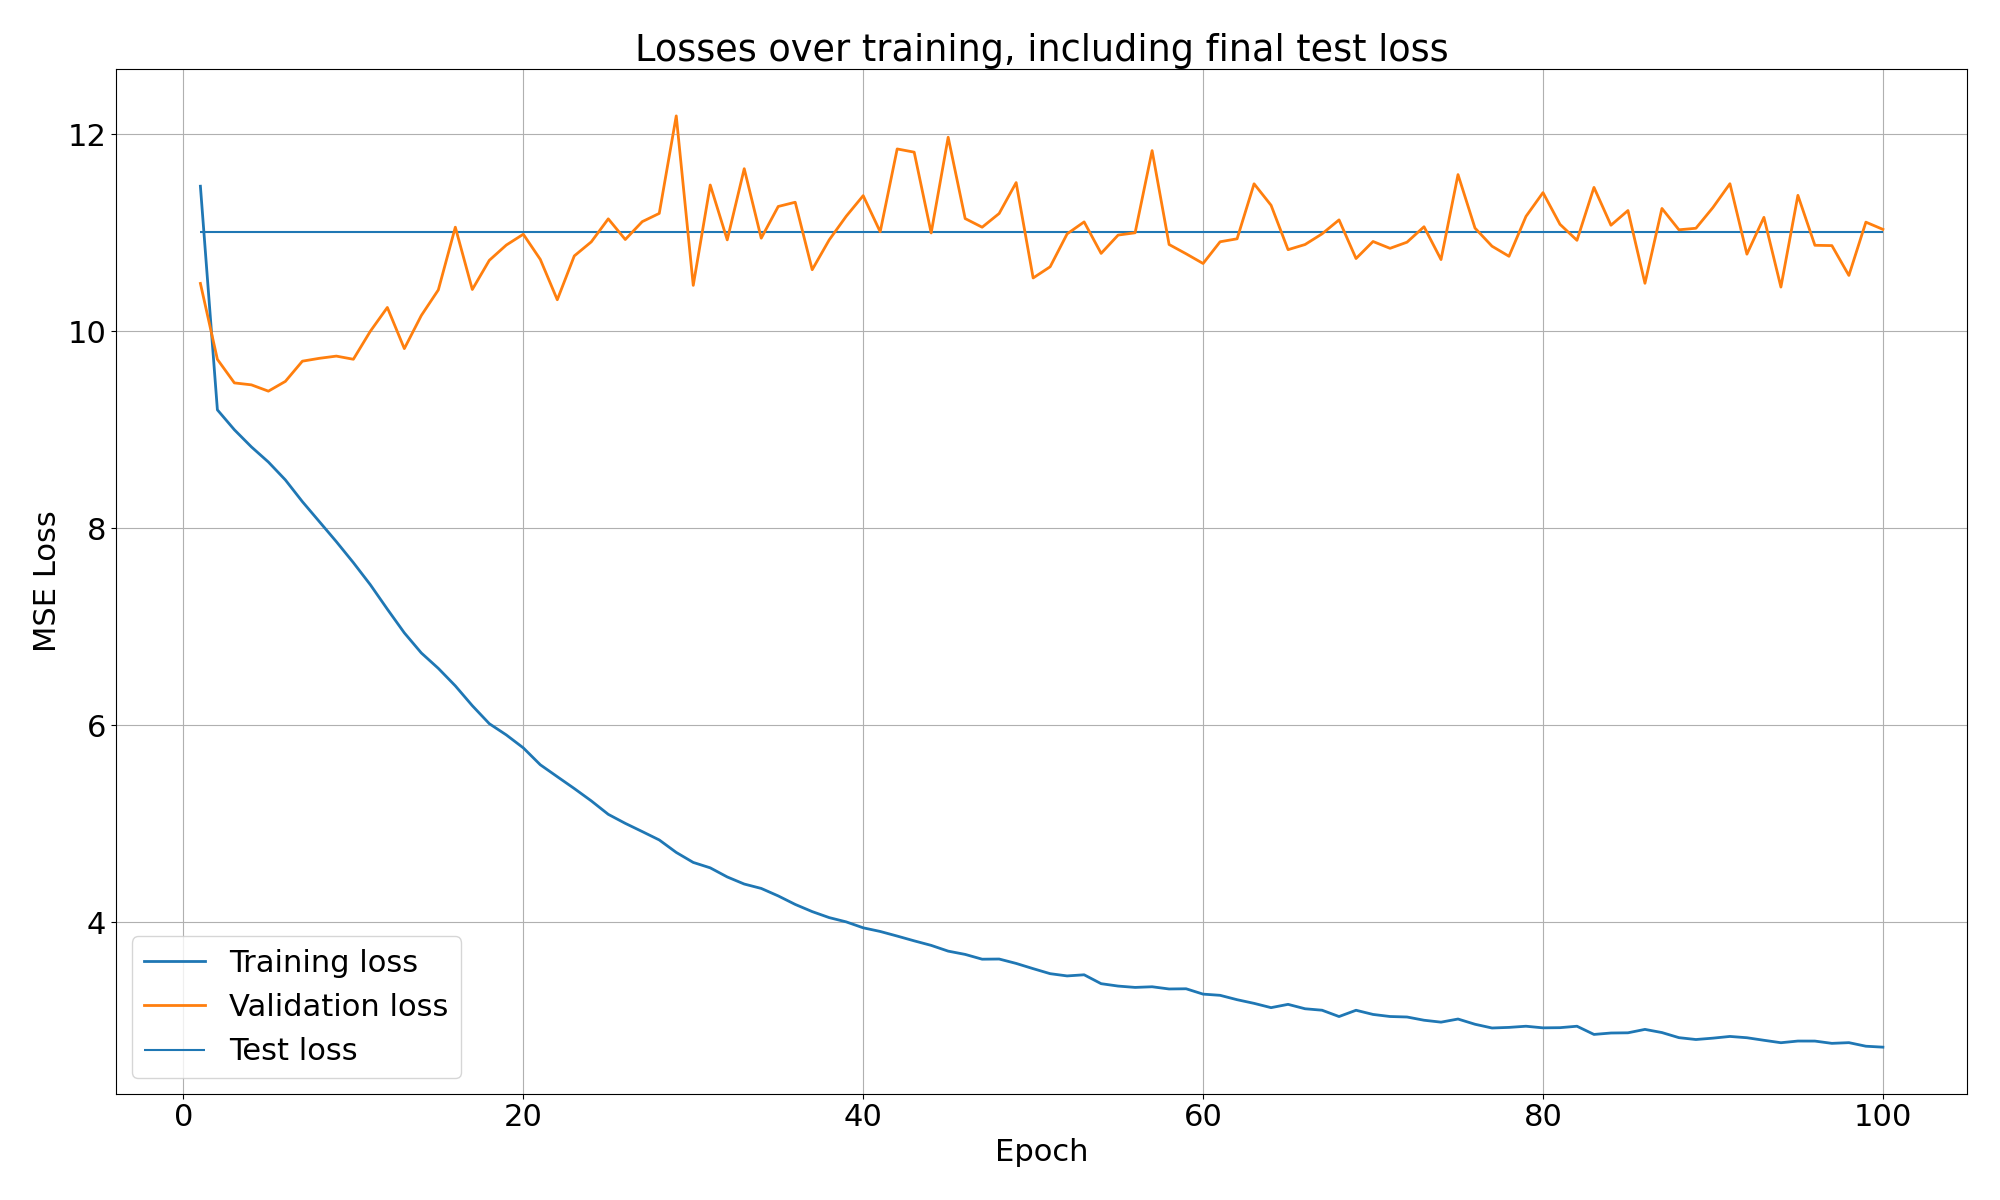 Losses over training, including final test loss
MSE Loss
12
10
8
6
4
Training loss
Validation loss
Test loss
0
20
40
60
80
100
Epoch